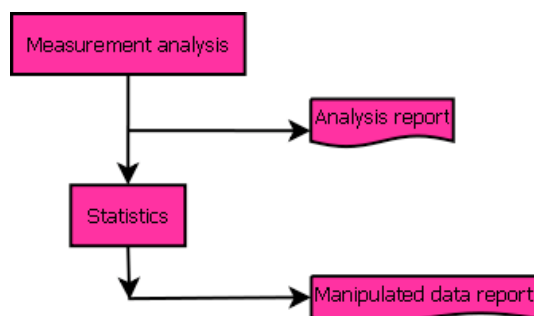 Measurement analysis
Analysis report
Statistics
Manipulated data report